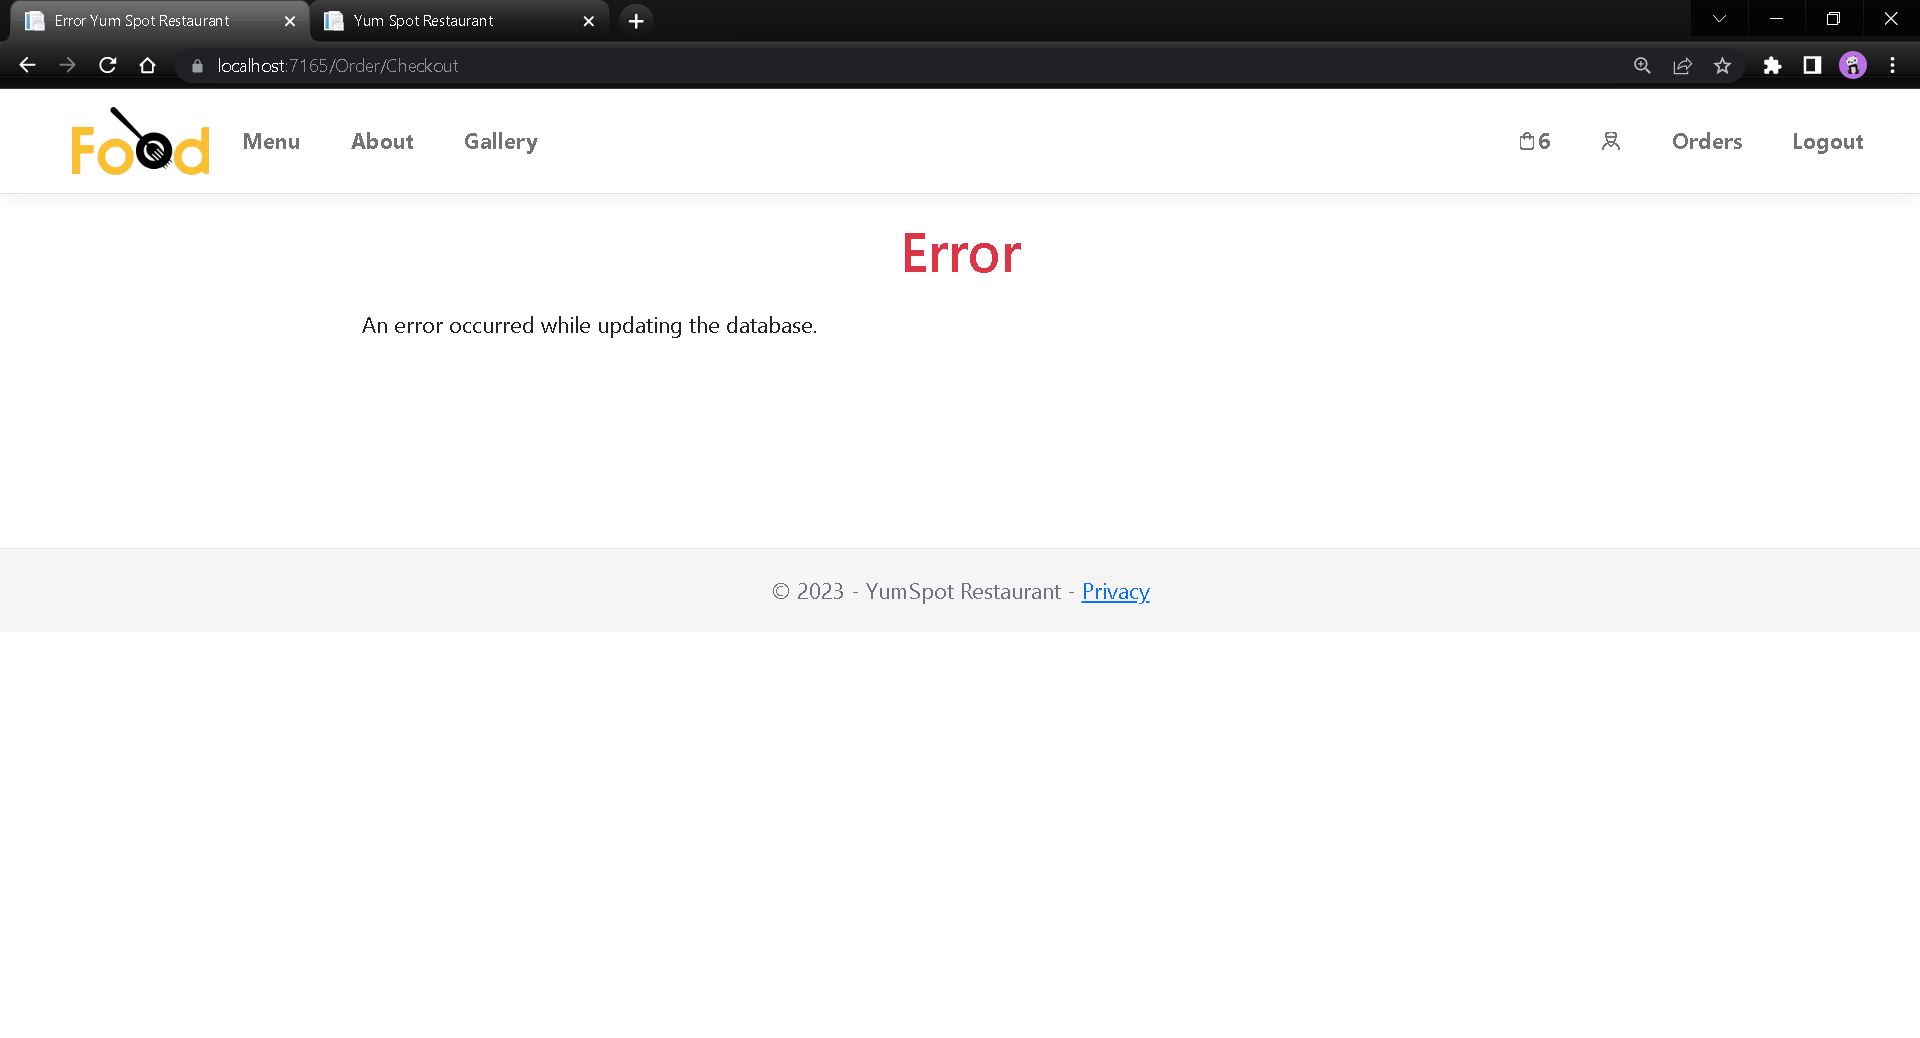 Error Yum Spot Restaurant
Yum Spot Restaurant
localhost:7165/Order/Checkout
Food
Menu
About
Gallery
6
Orders
Logout
Error
An error occurred while updating the database.
© 2023 - YumSpot Restaurant - Privacy